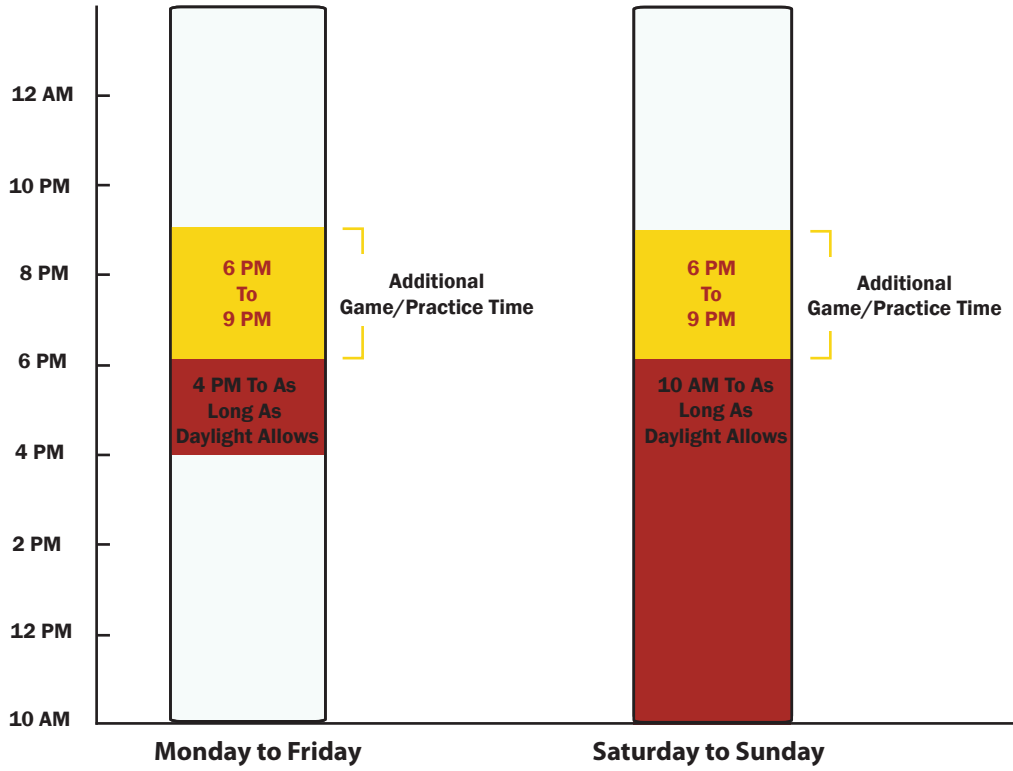 12 AM
10 PM
8 PM
6 PM
4 PM
2 PM
12 PM
10 AM
6 PM
To
9 PM
4 PM To As
Long As
Daylight Allows
Additional
Game/Practice Time
6 PM
To
9 PM
10 AM To As
Long As
Daylight Allows
Additional
Game/Practice Time
Monday to Friday
Saturday to Sunday